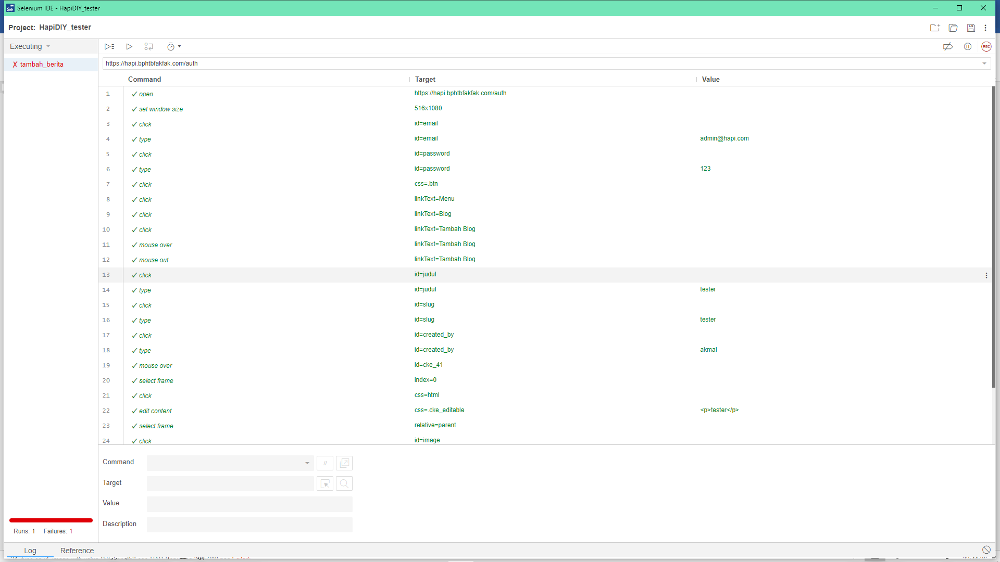 Selenium IDE - HapiDIY_tester
Project: HapiDIY_tester
Executing
REC
X tambah_berita
https://hapi.bphtbfakfak.com/auth
Command Target Value
1 ✓ open https://hapi.bphtbfakfak.com/auth
2 ✓ set window size 516x1080
3 ✓ click id=email
4 ✓ type id=email admin@hapi.com
5 ✓ click id=password
6 ✓ type id=password 123
7 ✓ click css=.btn
8 ✓ click linkText=Menu
9 ✓ click linkText=Blog
10 ✓ click linkText=Tambah Blog
11 ✓ mouse over linkText=Tambah Blog
12 ✓ mouse out linkText=Tambah Blog
13 ✓ click id=judul
14 ✓ type id=judul tester
15 ✓ click id=slug
16 ✓ type id=slug tester
17 ✓ click id=created_by
18 ✓ type id=created_by akmal
19 ✓ mouse over id=cke_41
20 ✓ select frame index=0
21 ✓ click css=html
22 ✓ edit content css=.cke_editable <p>tester</p>
23 ✓ select frame relative=parent
24 ✓ click id=image
Command //
Target
Value
Description
Runs: 1 Failures: 1
Log Reference